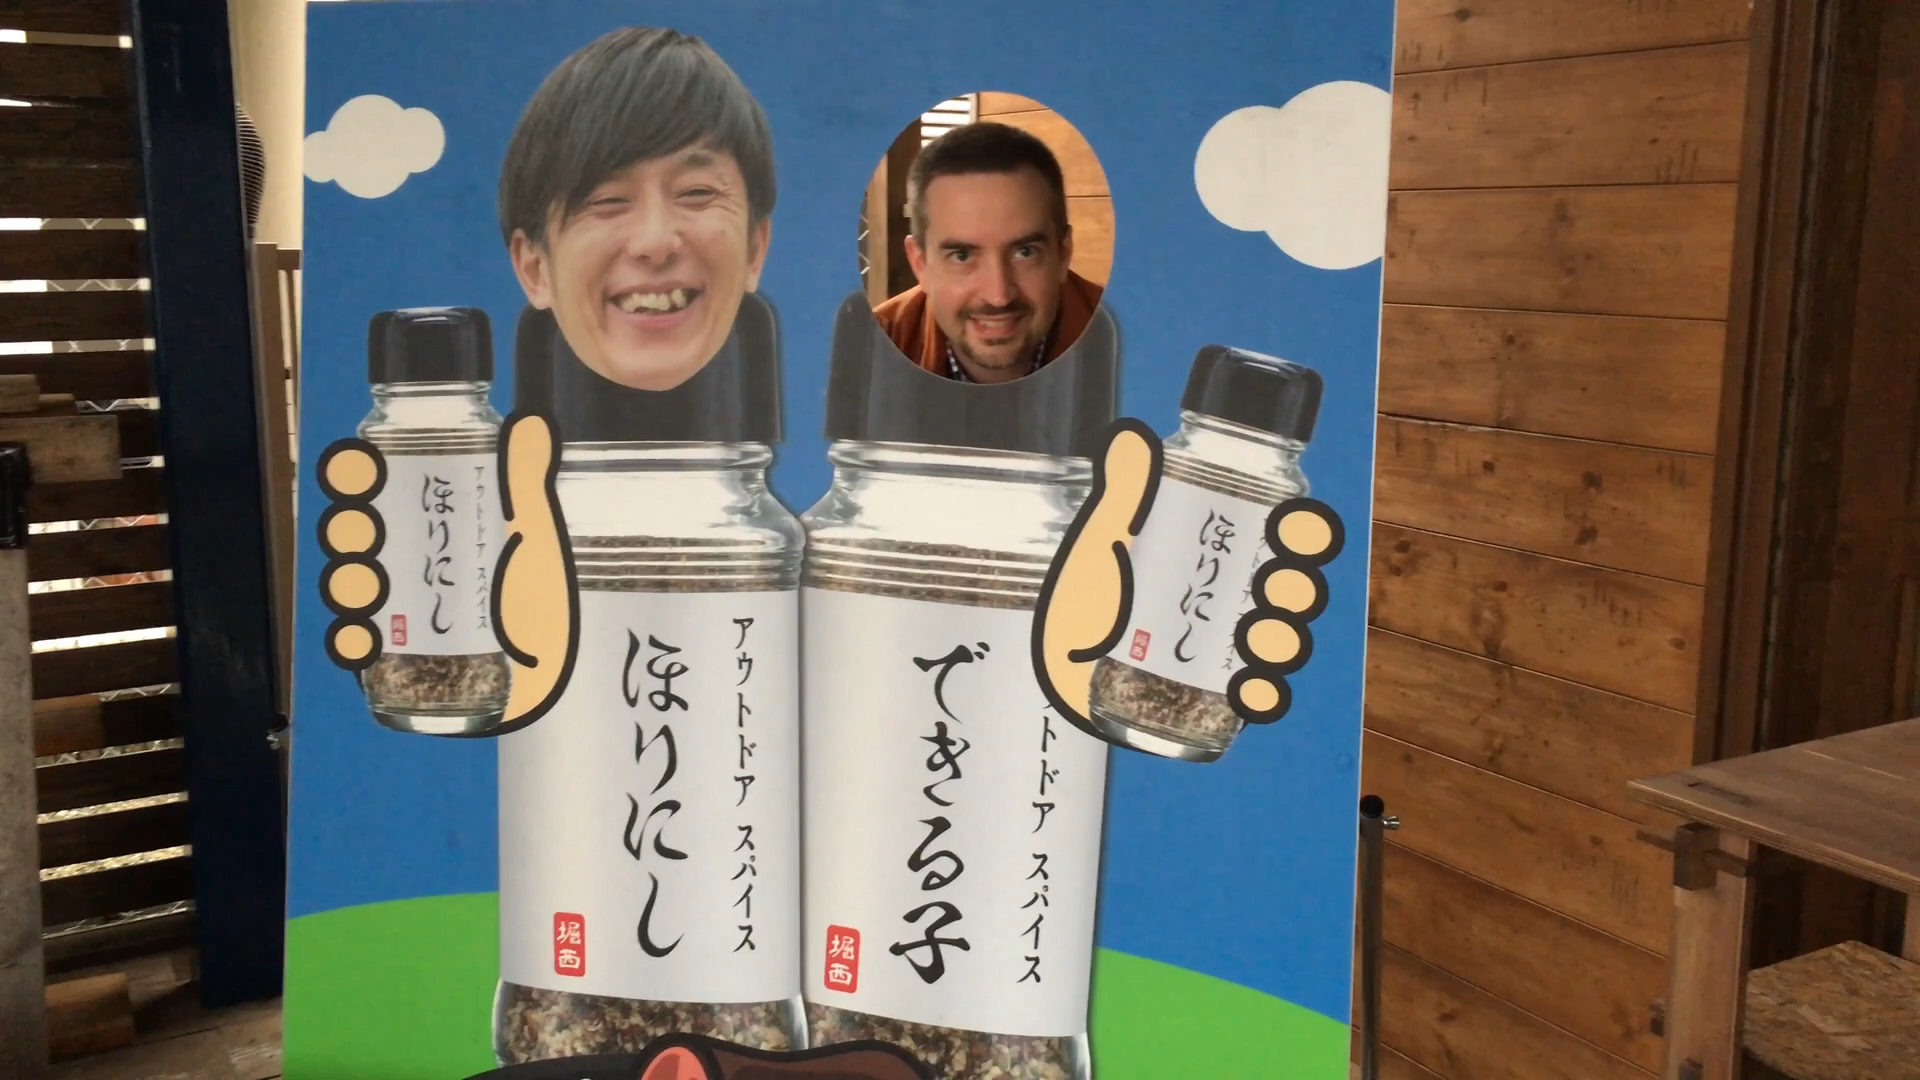 アウトドア スパイス
ほりにし
堀西
アウトドア スパイス
ほりにし
堀西
トドア スパイス
できる子
堀西
ほりにし
堀西